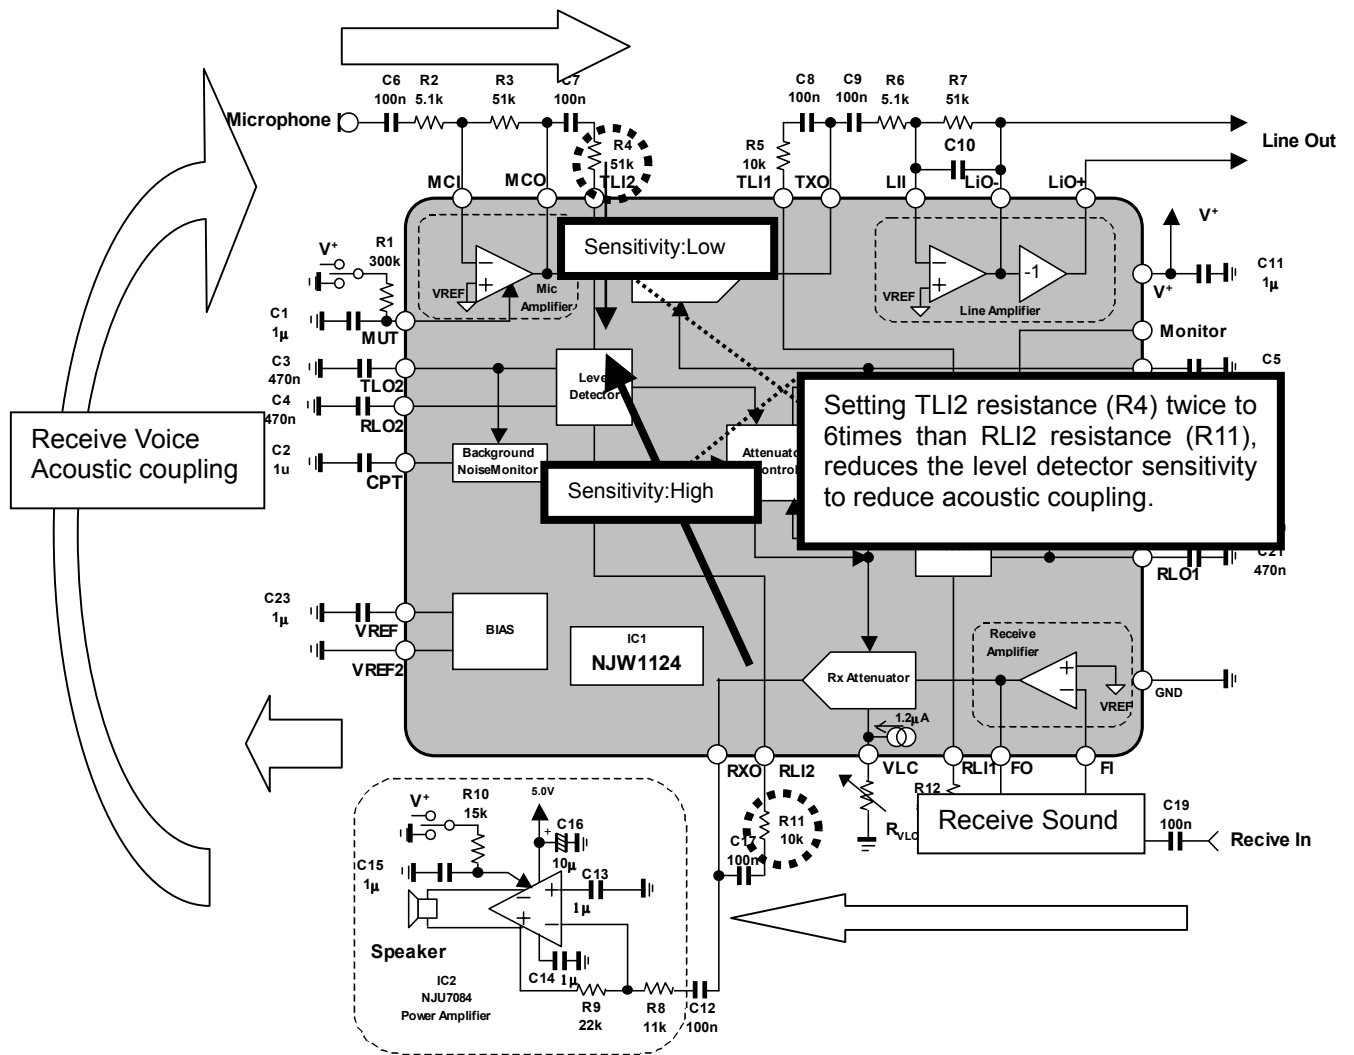 C6
100n
R2
5.1k
R3
51k
C7
100n
C8
100n
C9
100n
R6
5.1k
R7
51k
Microphone
R4
51k
R5
10k
C10
Line Out
MCI
MCO
TLI2
TLI1
TXO
LII
LiO-
LiO+
V+
R1
300k
V+
VREF
Mic
Amplifier
Sensitivity:Low
VREF
-1
Line Amplifier
V+
C11
1μ
C1
1μ
MUT
Monitor
C3
470n
TLO2
Level
Detector
C5
C4
470n
RLO2
Receive Voice
Acoustic coupling
Setting TLI2 resistance (R4) twice to
6times than RLI2 resistance (R11),
reduces the level detector sensitivity
to reduce acoustic coupling.
C2
1u
CPT
Background
NoiseMonitor
Attenuator
Control
Sensitivity:High
C21
470n
RLO1
C23
1μ
VREF
VREF2
BIAS
IC1
NJW1124
Rx Attenuator
Receive
Amplifier
VREF
GND
1.2μA
RXO
RLI2
VLC
RLI1
FO
FI
R12
RVLC
Receive Sound
C19
100n
Recive In
V+
R10
15k
5.0V
+
C16
10μ
R11
10k
C17
100n
C15
1μ
C13
1μ
Speaker
C14
1μ
IC2
NJU7084
Power Amplifier
R9
22k
R8
11k
C12
100n